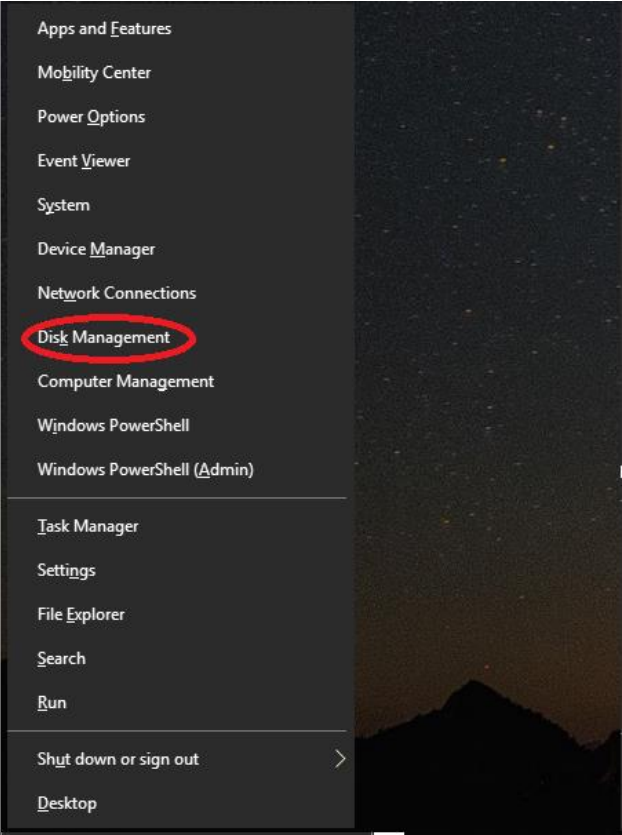 Apps and Features
Mobility Center
Power Options
Event Viewer
System
Device Manager
Network Connections
Disk Management
Computer Management
Windows PowerShell
Windows PowerShell (Admin)
Task Manager
Settings
File Explorer
Search
Run
Shut down or sign out
Desktop